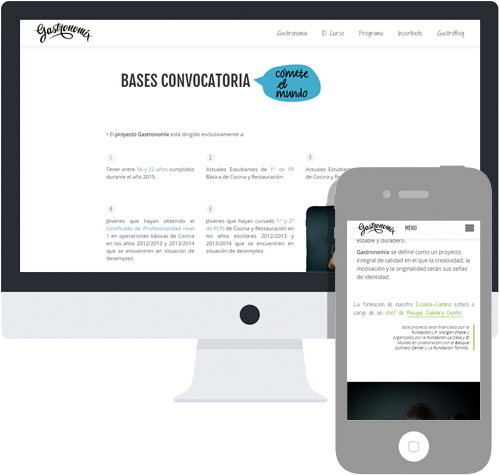 Gastronomix
Gastronomix El Curso Programa Inscríbete GastroBlog
BASES CONVOCATORIA
cómete
el
mundo
• El proyecto Gastronomix está dirigido exclusivamente a:
1
Tener entre 16 y 22 años cumplidos
durante el año 2015.
2
Actuales Estudiantes de 1º de FP
Básica de Cocina y Restauración
Actuales Estud
de Cocina y Re
4
Jóvenes que hayan obtenido el
Certificado de Profesionalidad nivel
1 en operaciones básicas de Cocina
en los años 2012/2013 y 2013/2014
que se encuentren en situación de
desempleo.
Jóvenes que hayan cursado 1º y 2º
de PCPI de Cocina y Restauración en
en los años escolares 2012/2013 y
2013/2014 que se encuentren en
situación de desempleo.
Gastronomix
MENU
estable y duradero.
Gastronomix se define como un proyecto
integral de calidad en el que la creatividad, la
motivación y la originalidad serán sus señas
de identidad.
La formación de nuestra Escuela-Cantina estará a
cargo de un chef de Basque Culinary Center.
Este proyecto está financiado por la
Fundación J.P. Morgan Chase y
organizado por la Fundación La Casa y El
Mundo en colaboración con el Basque
Culinary Center y La Fundación Tomillo.